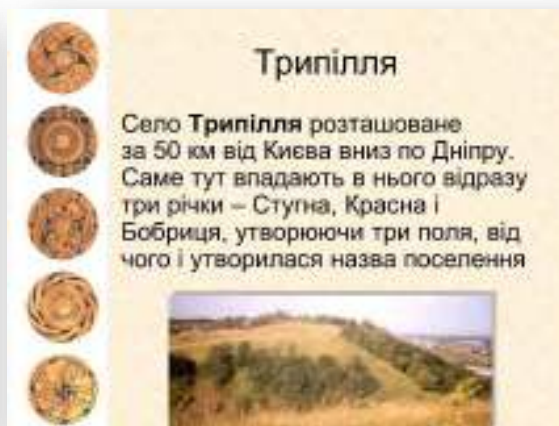 Трипілля
Село Трипілля розташоване
за 50 км від Києва вниз по Дніпру.
Саме тут впадають в нього відразу
три річки – Стугна, Красна і
Бобриця, утворюючи три поля, від
чого і утворилася назва поселення